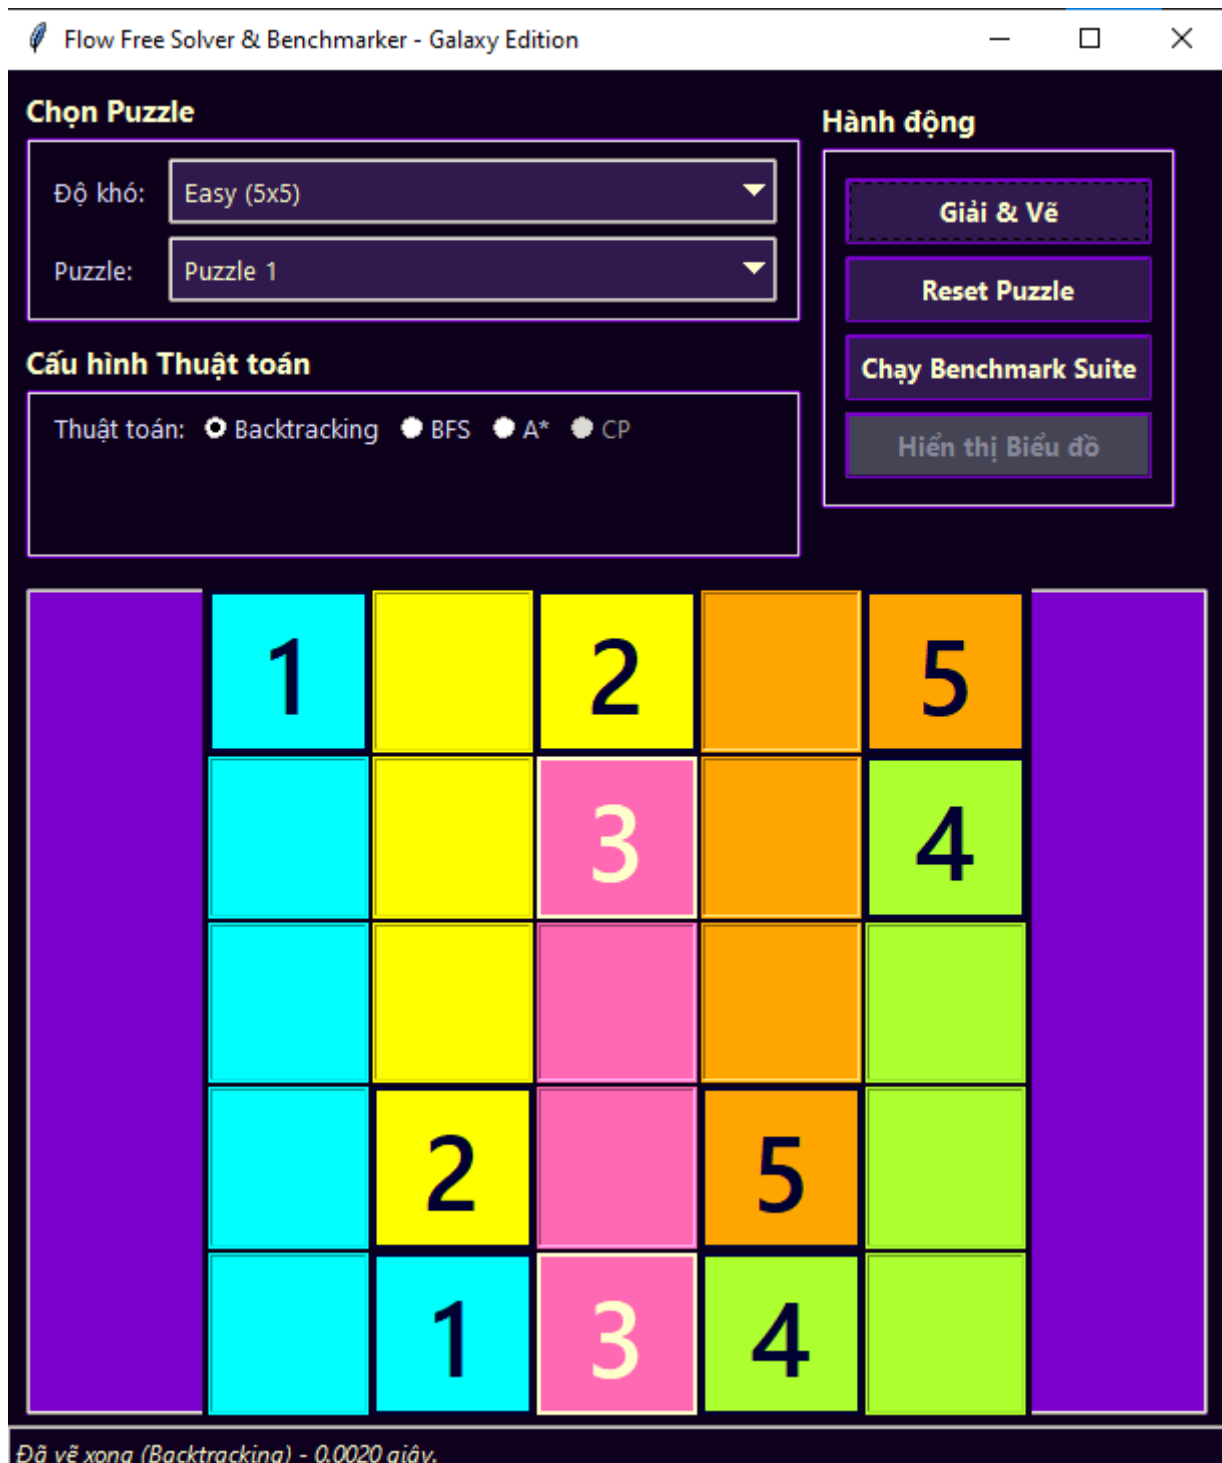 Flow Free Solver & Benchmarker - Galaxy Edition
Chọn Puzzle
Độ khó: Easy (5x5)
Puzzle: Puzzle 1
Hành động
Giải & Vẽ
Reset Puzzle
Chạy Benchmark Suite
Hiển thị Biểu đồ
Cấu hình Thuật toán
Thuật toán: Backtracking BFS A* CP
1 2 5
3 4
2 5
1 3 4
Đã vẽ xong (Backtracking) - 0.0020 giây.